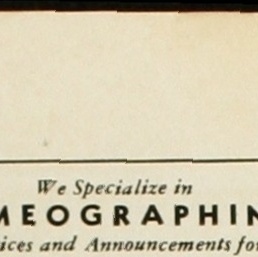 We Specialize in
MEOGRAPHIN
ices and Announcements fo